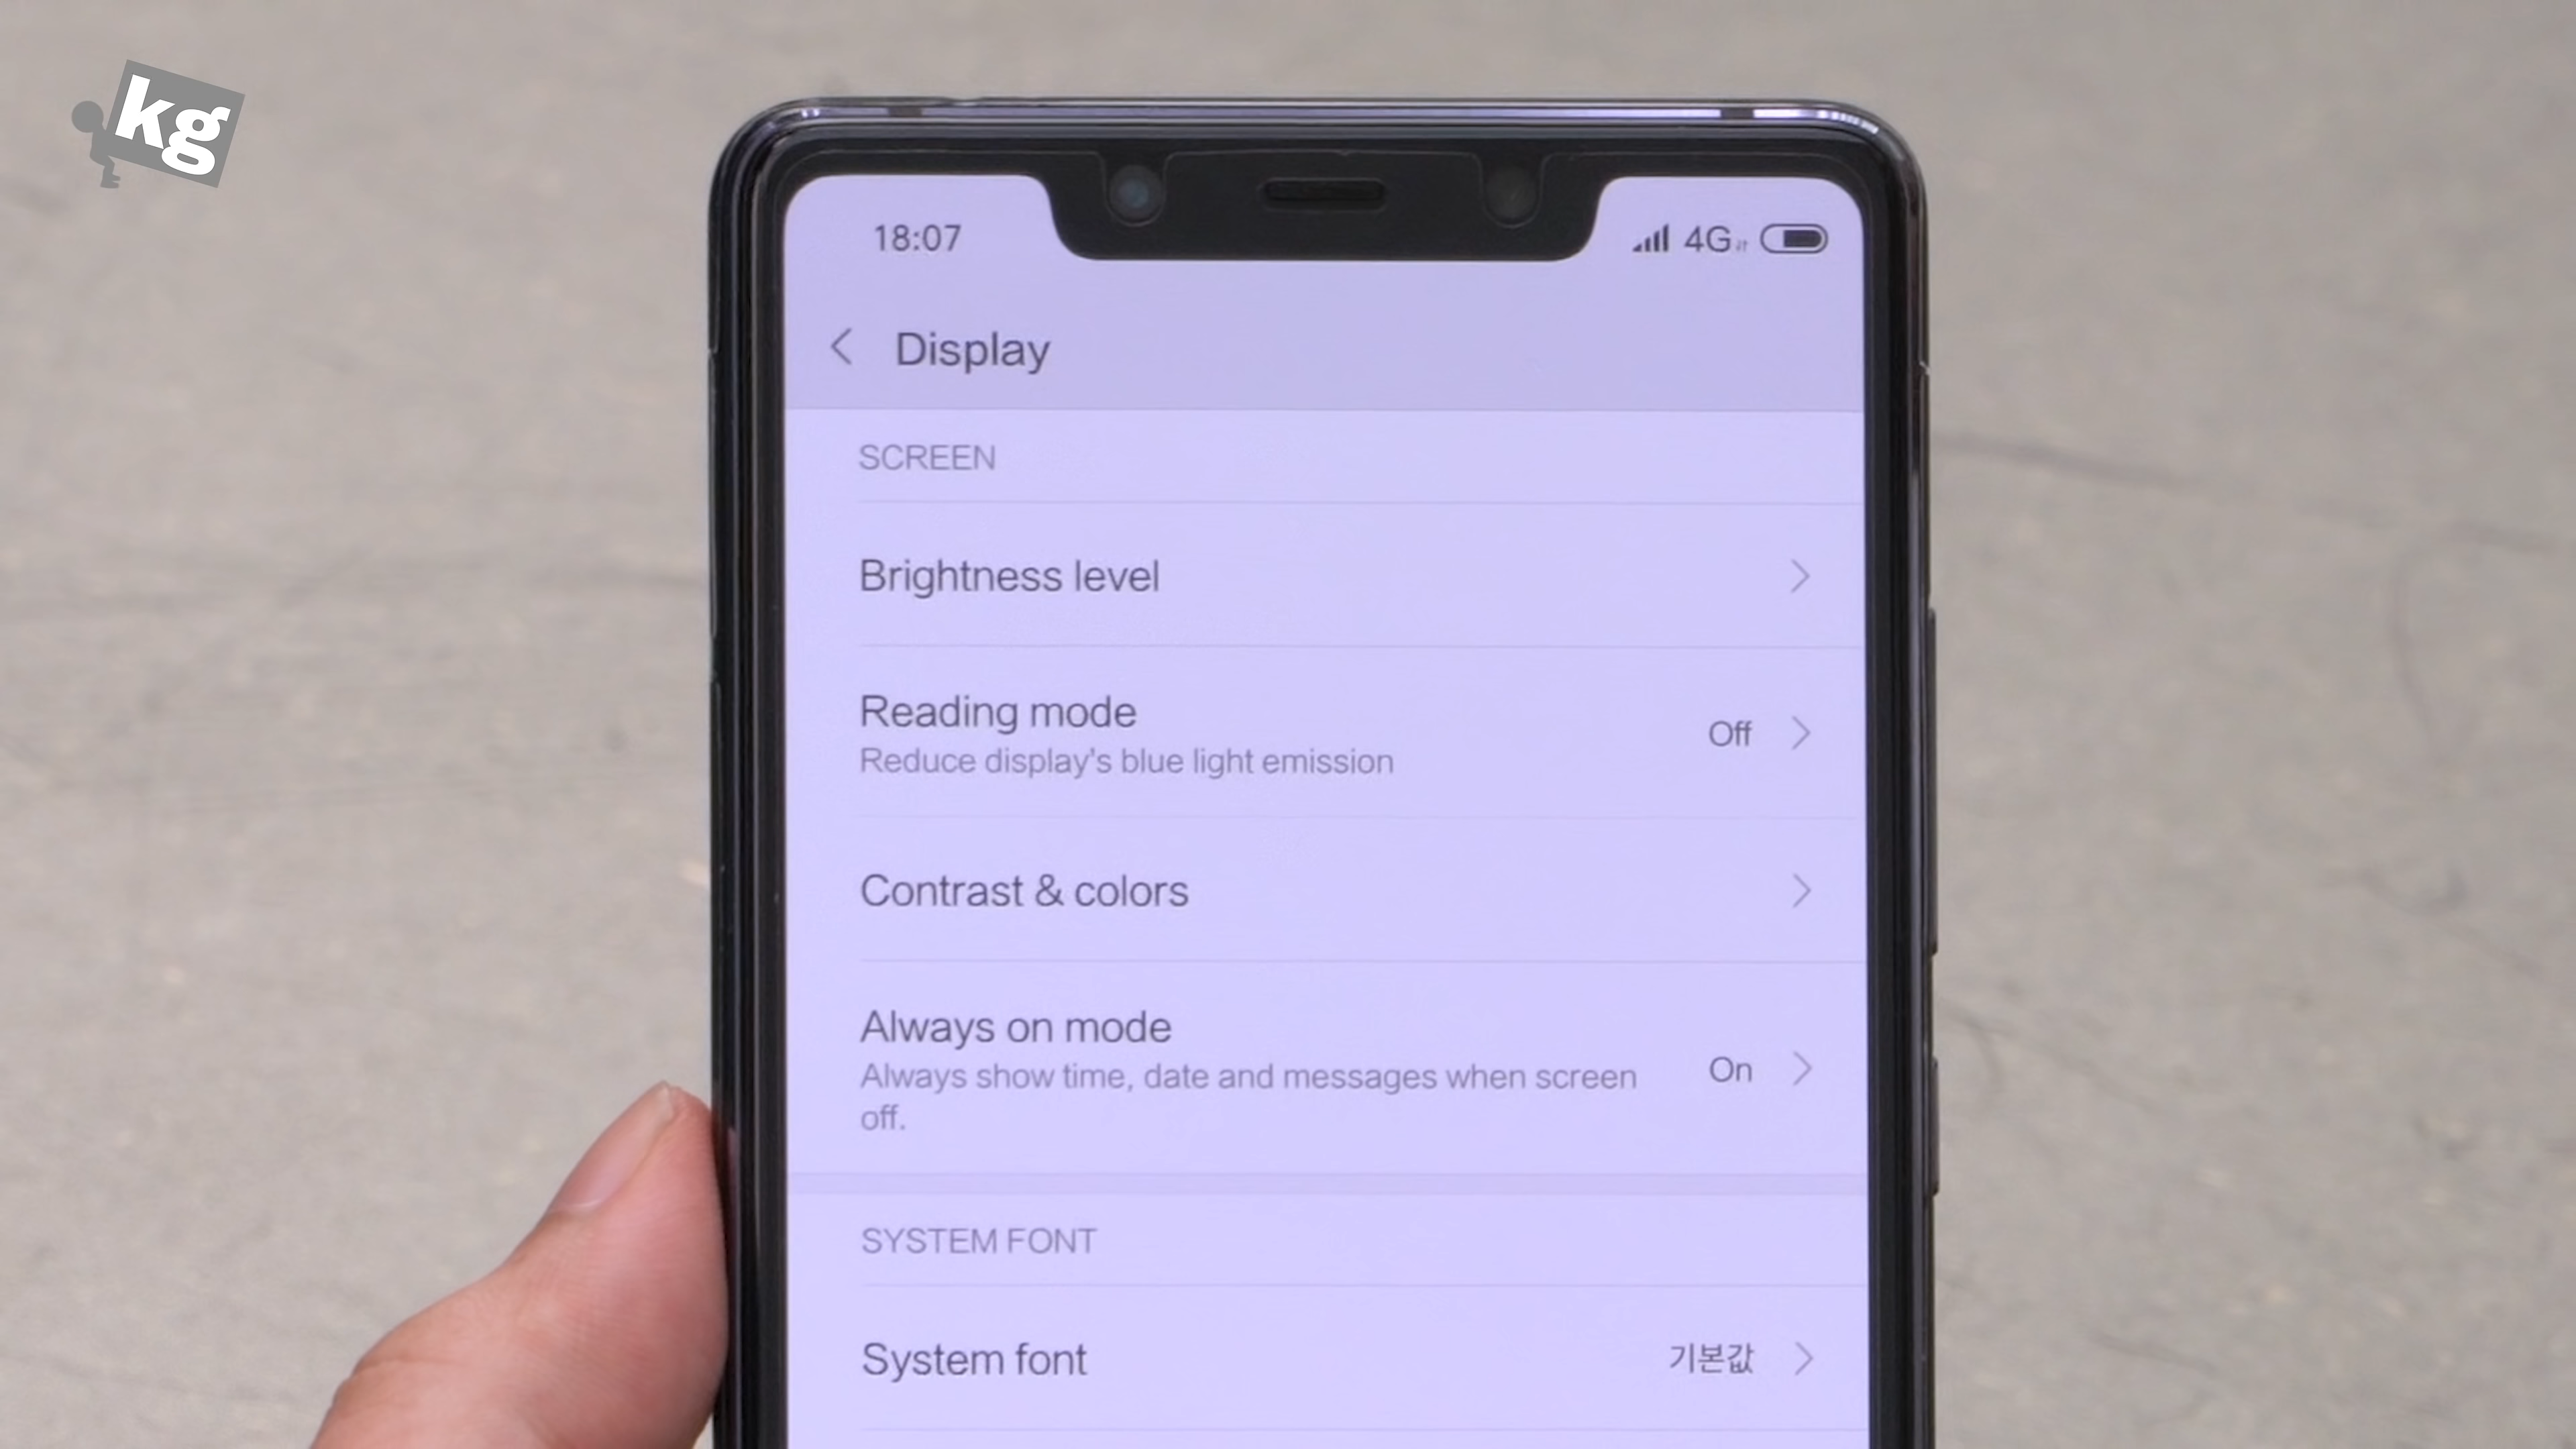 kg
18:07
4G
Display
SCREEN
Brightness level
Reading mode
Off
Reduce display's blue light emission
Contrast & colors
Always on mode
Always show time, date and messages when screen
On
off.
SYSTEM FONT
System font
기본값